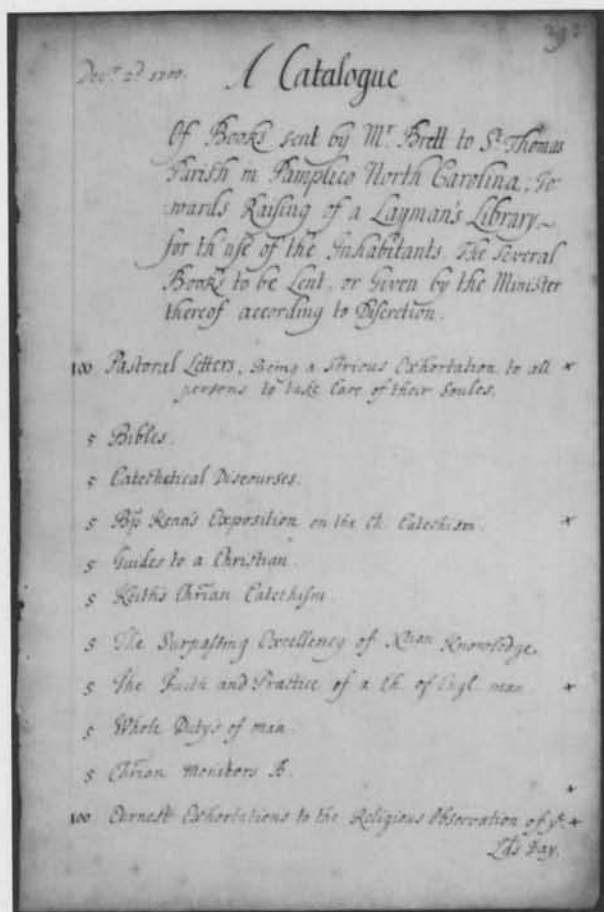 Decr. 2d. 1700.
A Catalogue
Of Books sent by Mr. Brett to St. Thomas
Parish in Pamplico North Carolina; To-
wards Raising of a Layman's Library
for th'use of the Inhabitants. The Several
Books to be Lent, or Given by the Minister
thereof according to Discretion.
100 Pastoral Letters, Being a Serious Exhortation to all *
persons to take Care of their Soules.
5 Bibles.
5 Catechetical Discourses.
5 Bp Kenn's Exposition on the Ch. Catechism. *
5 Guides to a Christian.
5 Keith's Chrian Catechism.
5 The Surpassing Excellency of Xtian Knowledge.
5 The Faith and Practice of a Ch. of Engl. man *
5 Whole Duty's of man.
5 Chrian Monitors B.
*
100 Earnest Exhortations to the Religious Observation of ye. *
Lds Day.